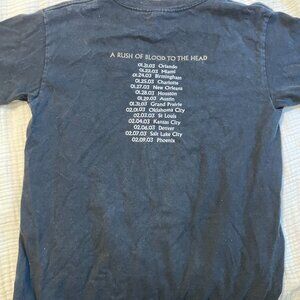 A RUSH OF BLOOD TO THE HEAD
01.21.03 Orlando
01.22.03 Miami
01.24.03 Birmingham
01.25.03 Charlotte
01.27.03 New Orleans
01.28.03 Houston
01.29.03 Austin
01.31.03 Grand Prairie
02.01.03 Oklahoma City
02.03.03 St Louis
02.04.03 Kansas City
02.06.03 Denver
02.07.03 Salt Lake City
02.09.03 Phoenix